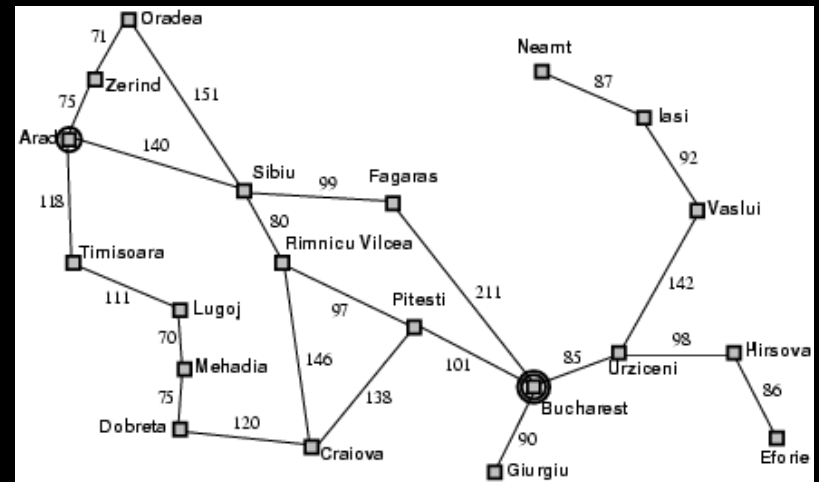 Oradea
71
Neamt
Zerind
87
75
151
Iasi
Arad
140
92
Sibiu
Fagaras
99
118
80
Vaslui
Timisoara
Rimnicu Vilcea
111
Lugoj
97
Pitesti
211
142
70
98
Hirsova
146
101
85
Mehadia
Urziceni
75
138
86
Bucharest
120
Dobreta
90
Craiova
Eforie
Giurgiu